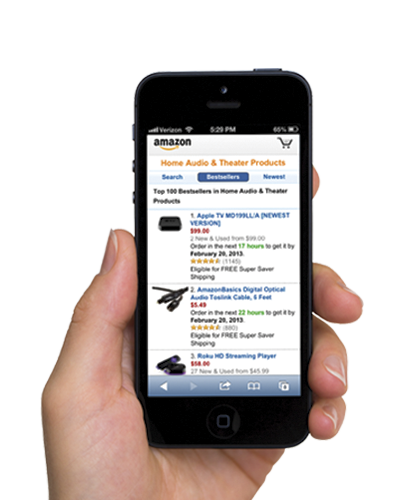 Verizon 5:29 PM 65%
amazon
Home Audio & Theater Products
Search Bestsellers Newest
Top 100 Bestsellers in Home Audio & Theater
Products
1. Apple TV MD199LL/A [NEWEST
VERSION]
$99.00
2 New & Used from $99.00
Order in the next 17 hours to get it by
February 20, 2013.
(1145)
Eligible for FREE Super Saver
Shipping
2. AmazonBasics Digital Optical
Audio Toslink Cable, 6 Feet
$5.49
Order in the next 22 hours to get it by
February 20, 2013.
(880)
Eligible for FREE Super Saver
Shipping
3. Roku HD Streaming Player
$58.00
27 New & Used from $45.99